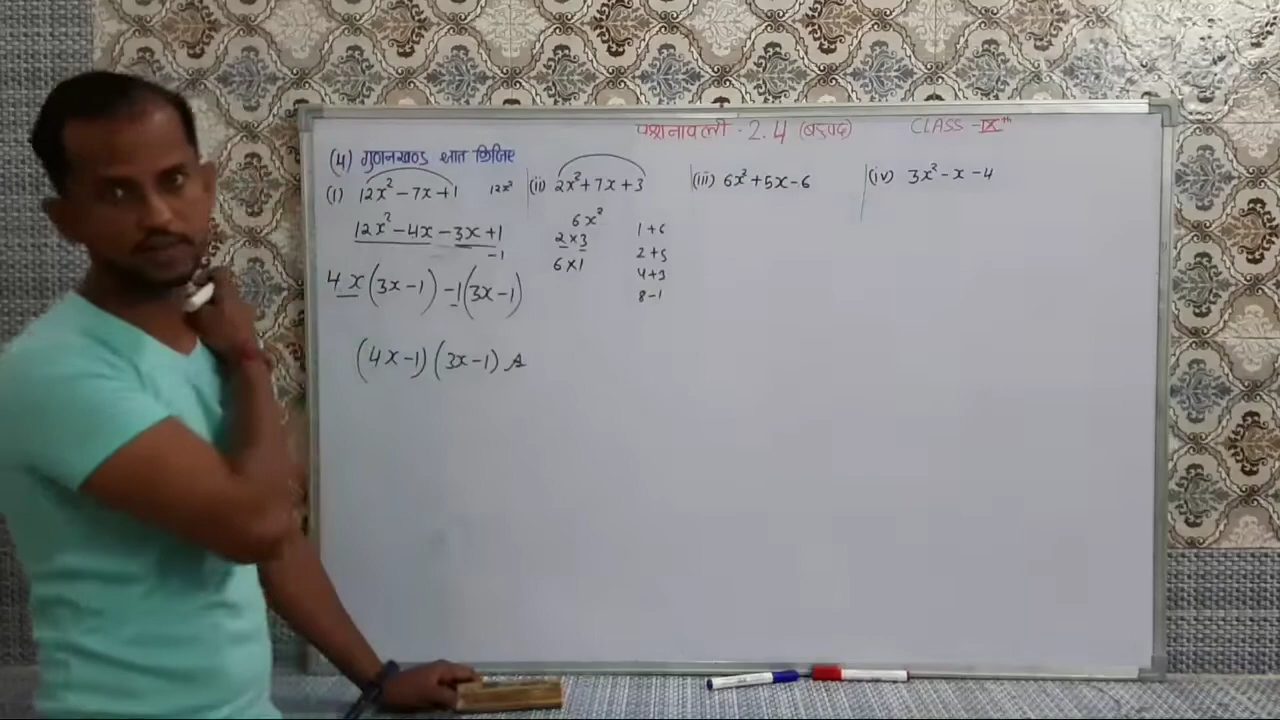 प्रशनावली - 2.4 (बहुपद) CLASS - IXth
(4) गुणनखण्ड ज्ञात किजिए
(i) 12x² - 7x + 1 12x²
12x² - 4x - 3x + 1
-1
4x(3x - 1) -1(3x - 1)
(4x - 1)(3x - 1)
(ii) 2x² + 7x + 3
6x²
2 × 3
6 × 1
1 + 6
2 + 5
4 + 3
8 - 1
(iii) 6x² + 5x - 6
(iv) 3x² - x - 4